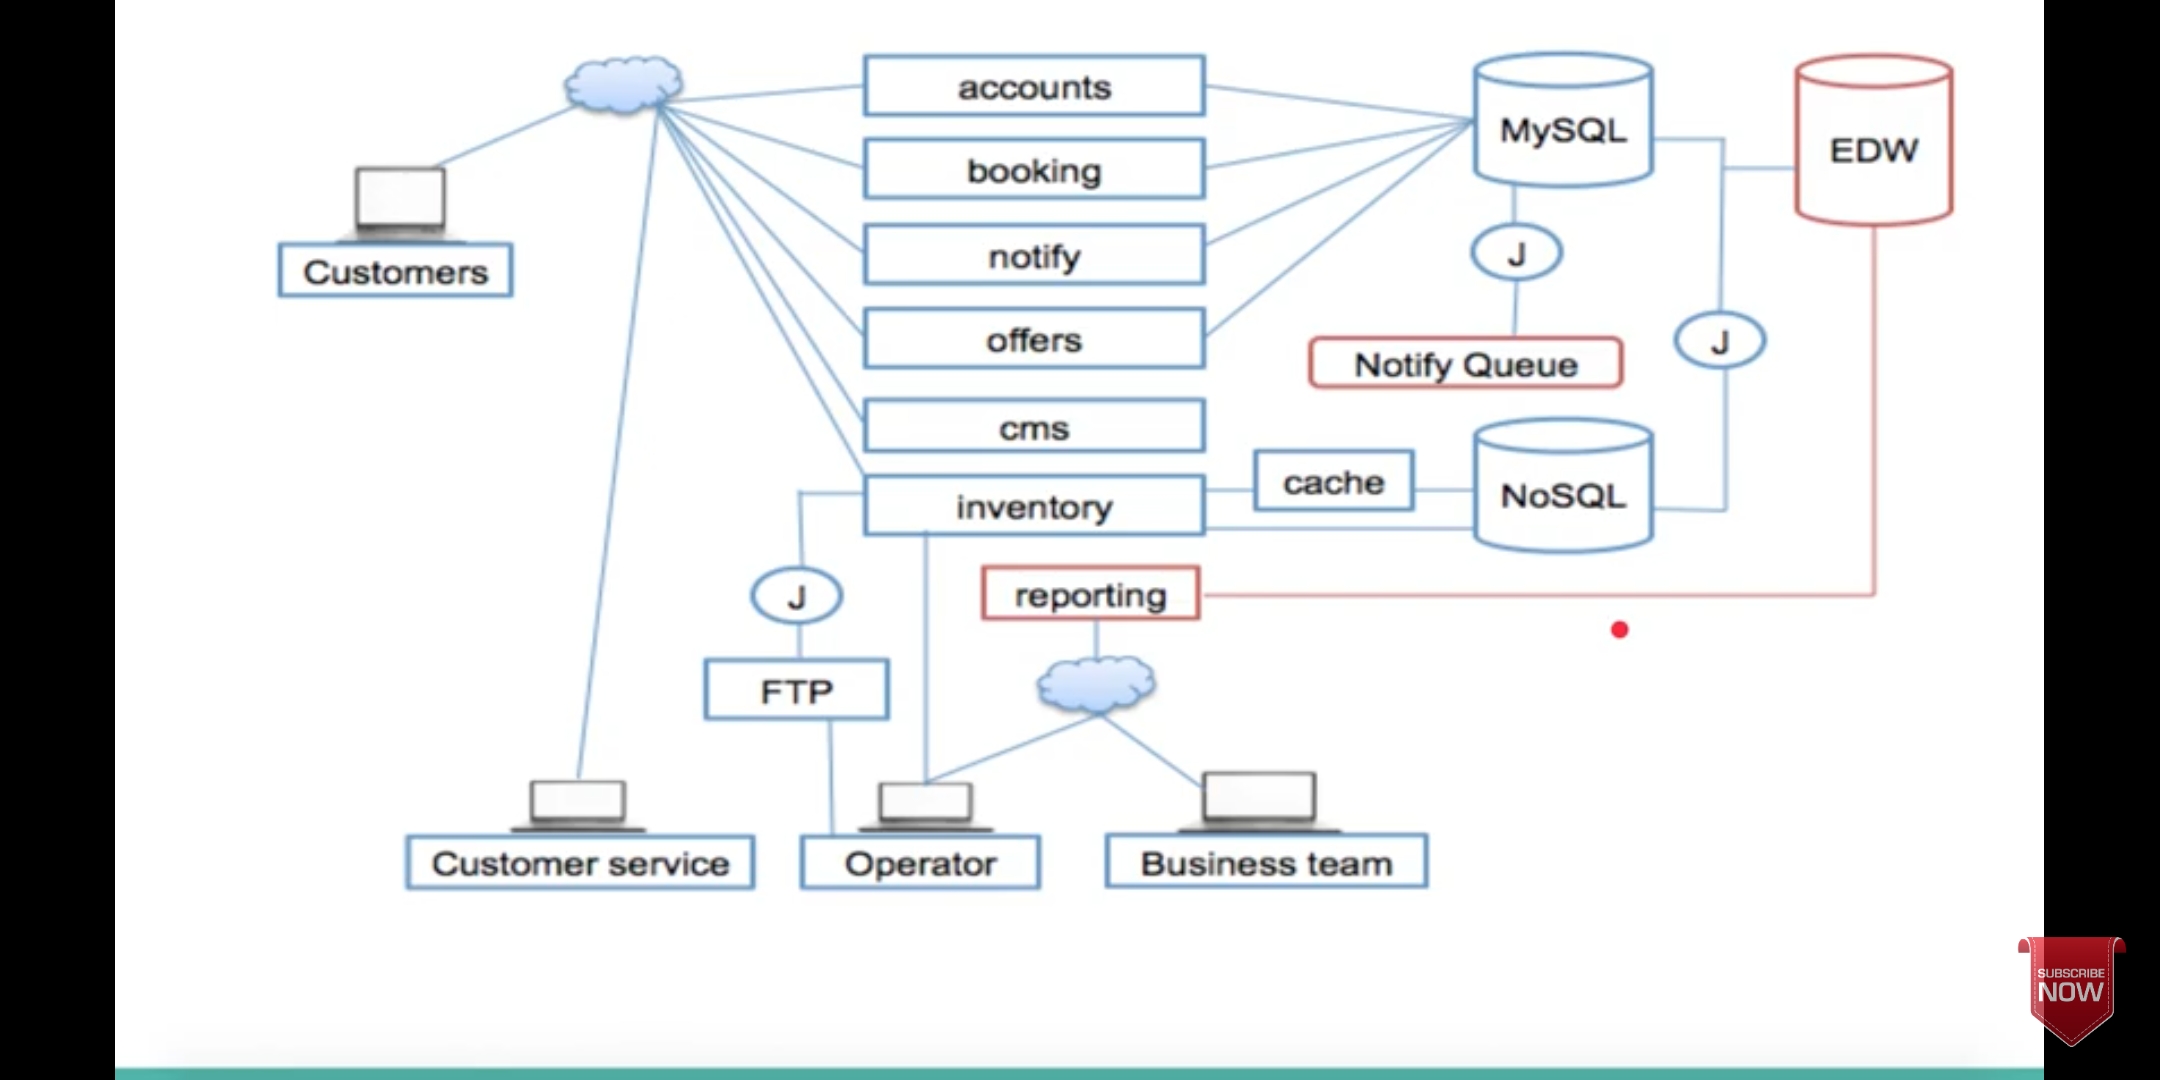 accounts
MySQL
EDW
booking
notify
Customers
J
offers
J
Notify Queue
cms
cache
NoSQL
inventory
J
reporting
FTP
Customer service
Operator
Business team
SUBSCRIBE
NOW